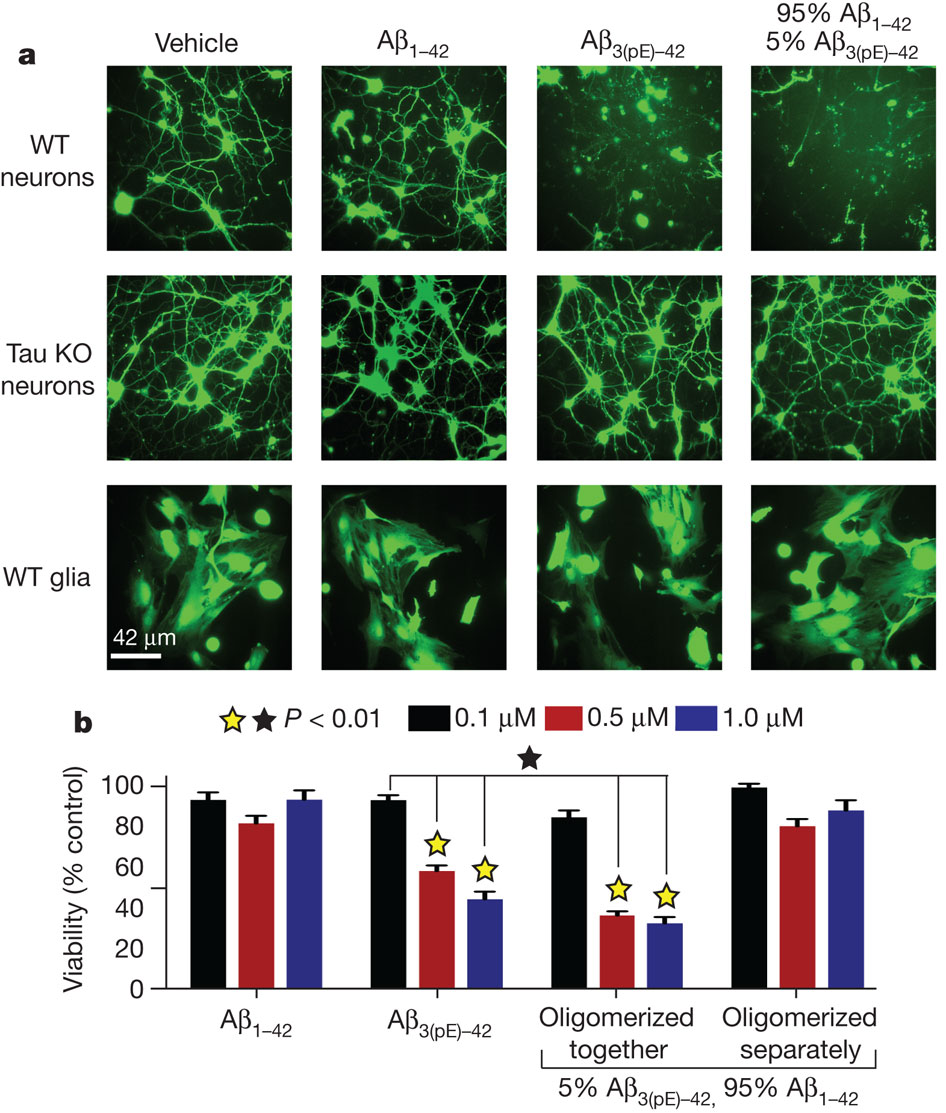 a
Vehicle
Aβ1–42
Aβ3(pE)–42
95% Aβ1–42
5% Aβ3(pE)–42
WT
neurons
Tau KO
neurons
WT glia
42 μm
b
P < 0.01
0.1 μM
0.5 μM
1.0 μM
Viability (% control)
100
80
60
40
20
0
Aβ1–42
Aβ3(pE)–42
Oligomerized
together
Oligomerized
separately
5% Aβ3(pE)–42, 95% Aβ1–42